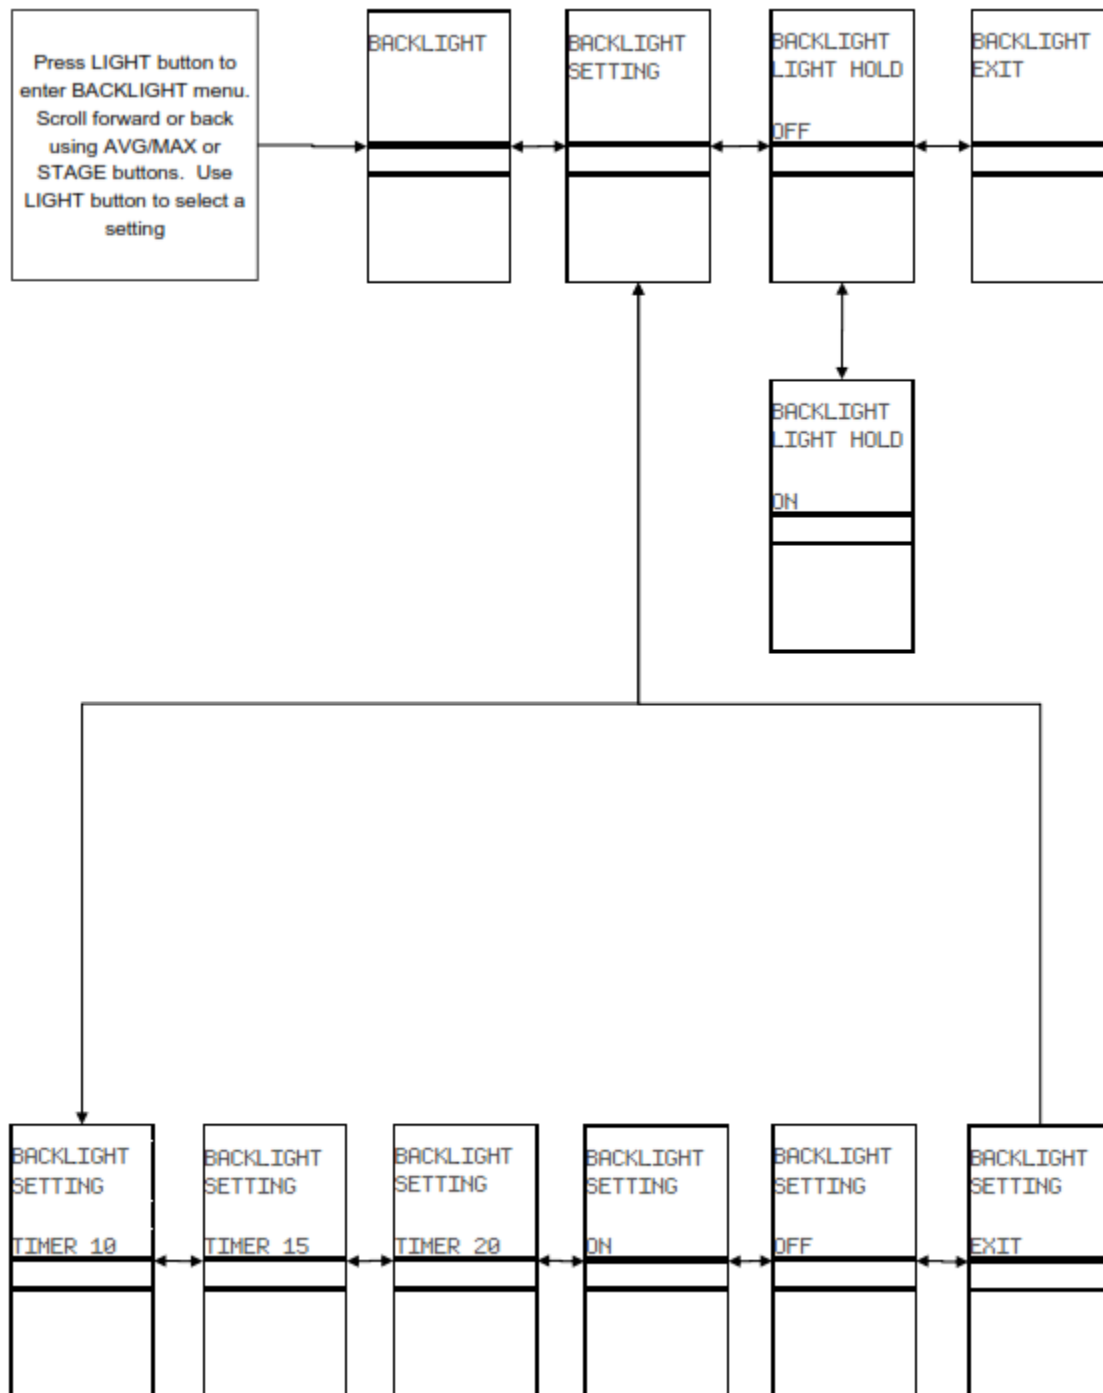 Press LIGHT button to
enter BACKLIGHT menu.
Scroll forward or back
using AVG/MAX or
STAGE buttons. Use
LIGHT button to select a
setting
BACKLIGHT
BACKLIGHT
SETTING
BACKLIGHT
LIGHT HOLD
OFF
BACKLIGHT
EXIT
BACKLIGHT
LIGHT HOLD
ON
BACKLIGHT
SETTING
TIMER 10
BACKLIGHT
SETTING
TIMER 15
BACKLIGHT
SETTING
TIMER 20
BACKLIGHT
SETTING
ON
BACKLIGHT
SETTING
OFF
BACKLIGHT
SETTING
EXIT